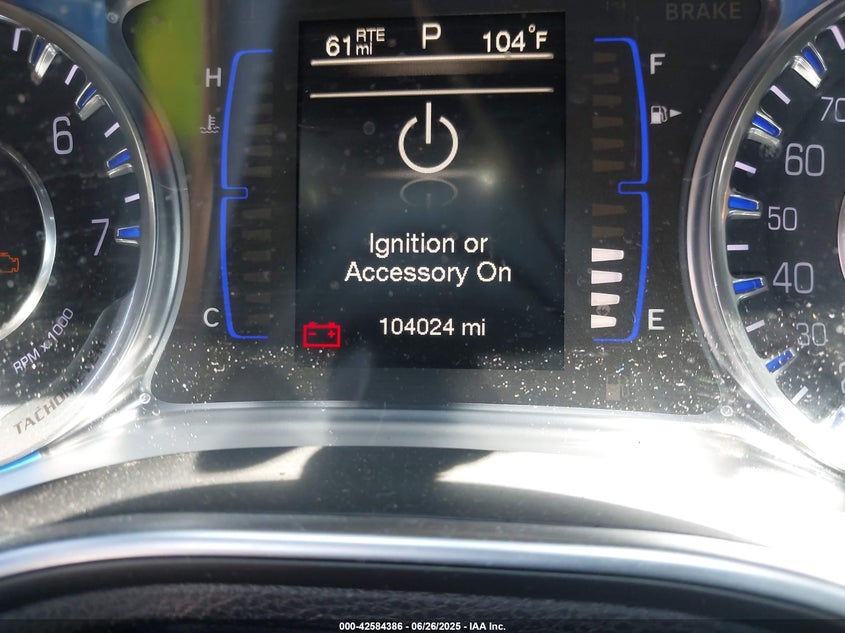 BRAKE
61 RTE mi P 104°F
H
F
6
7
70
60
50
40
30
Ignition or
Accessory On
C
E
104024 mi
RPM x 1000
000-42584386 - 06/26/2025 - IAA Inc.